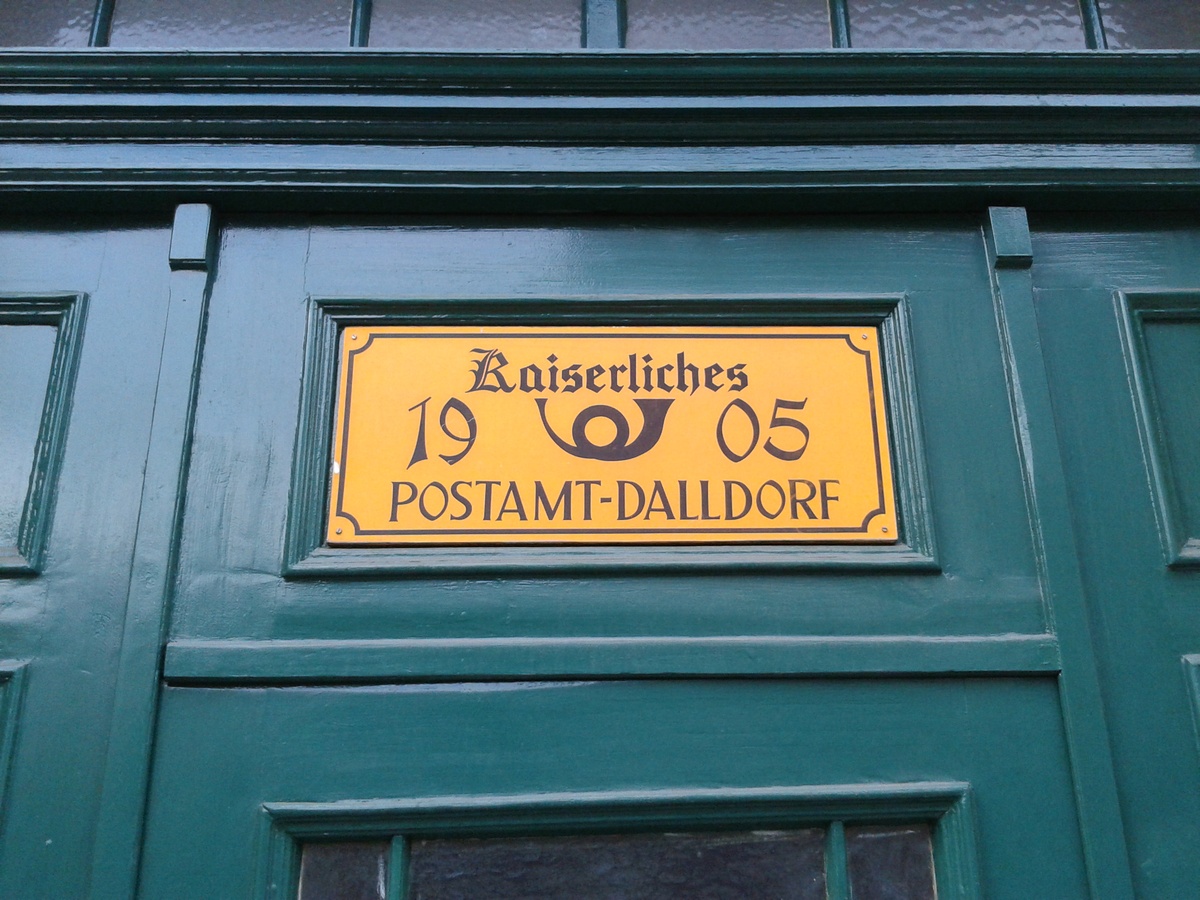 Kaiserliches
19 05
POSTAMT-DALLDORF